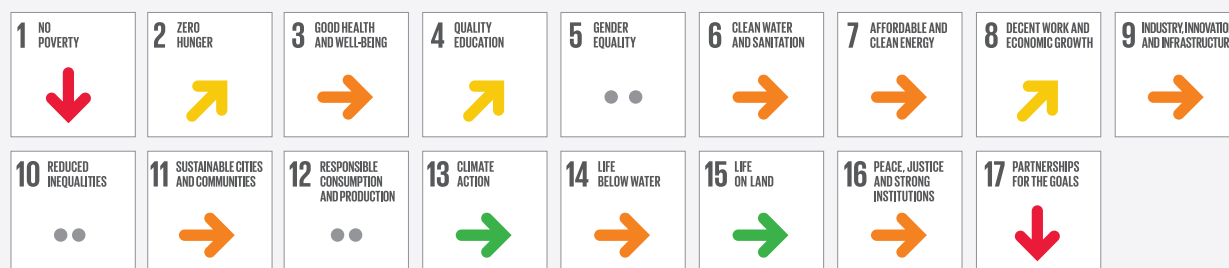 1 NO
POVERTY
2 ZERO
HUNGER
3 GOOD HEALTH
AND WELL-BEING
4 QUALITY
EDUCATION
5 GENDER
EQUALITY
6 CLEAN WATER
AND SANITATION
7 AFFORDABLE AND
CLEAN ENERGY
8 DECENT WORK AND
ECONOMIC GROWTH
9 INDUSTRY, INNOVATIO
AND INFRASTRUCTUR
10 REDUCED
INEQUALITIES
11 SUSTAINABLE CITIES
AND COMMUNITIES
12 RESPONSIBLE
CONSUMPTION
AND PRODUCTION
13 CLIMATE
ACTION
14 LIFE
BELOW WATER
15 LIFE
ON LAND
16 PEACE, JUSTICE
AND STRONG
INSTITUTIONS
17 PARTNERSHIPS
FOR THE GOALS